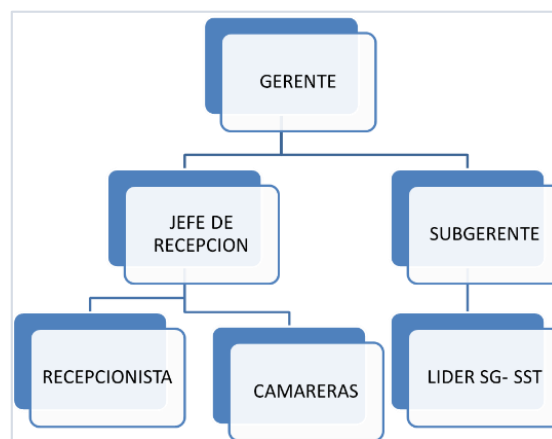 GERENTE
JEFE DE
RECEPCION
SUBGERENTE
RECEPCIONISTA
CAMARERAS
LIDER SG- SST